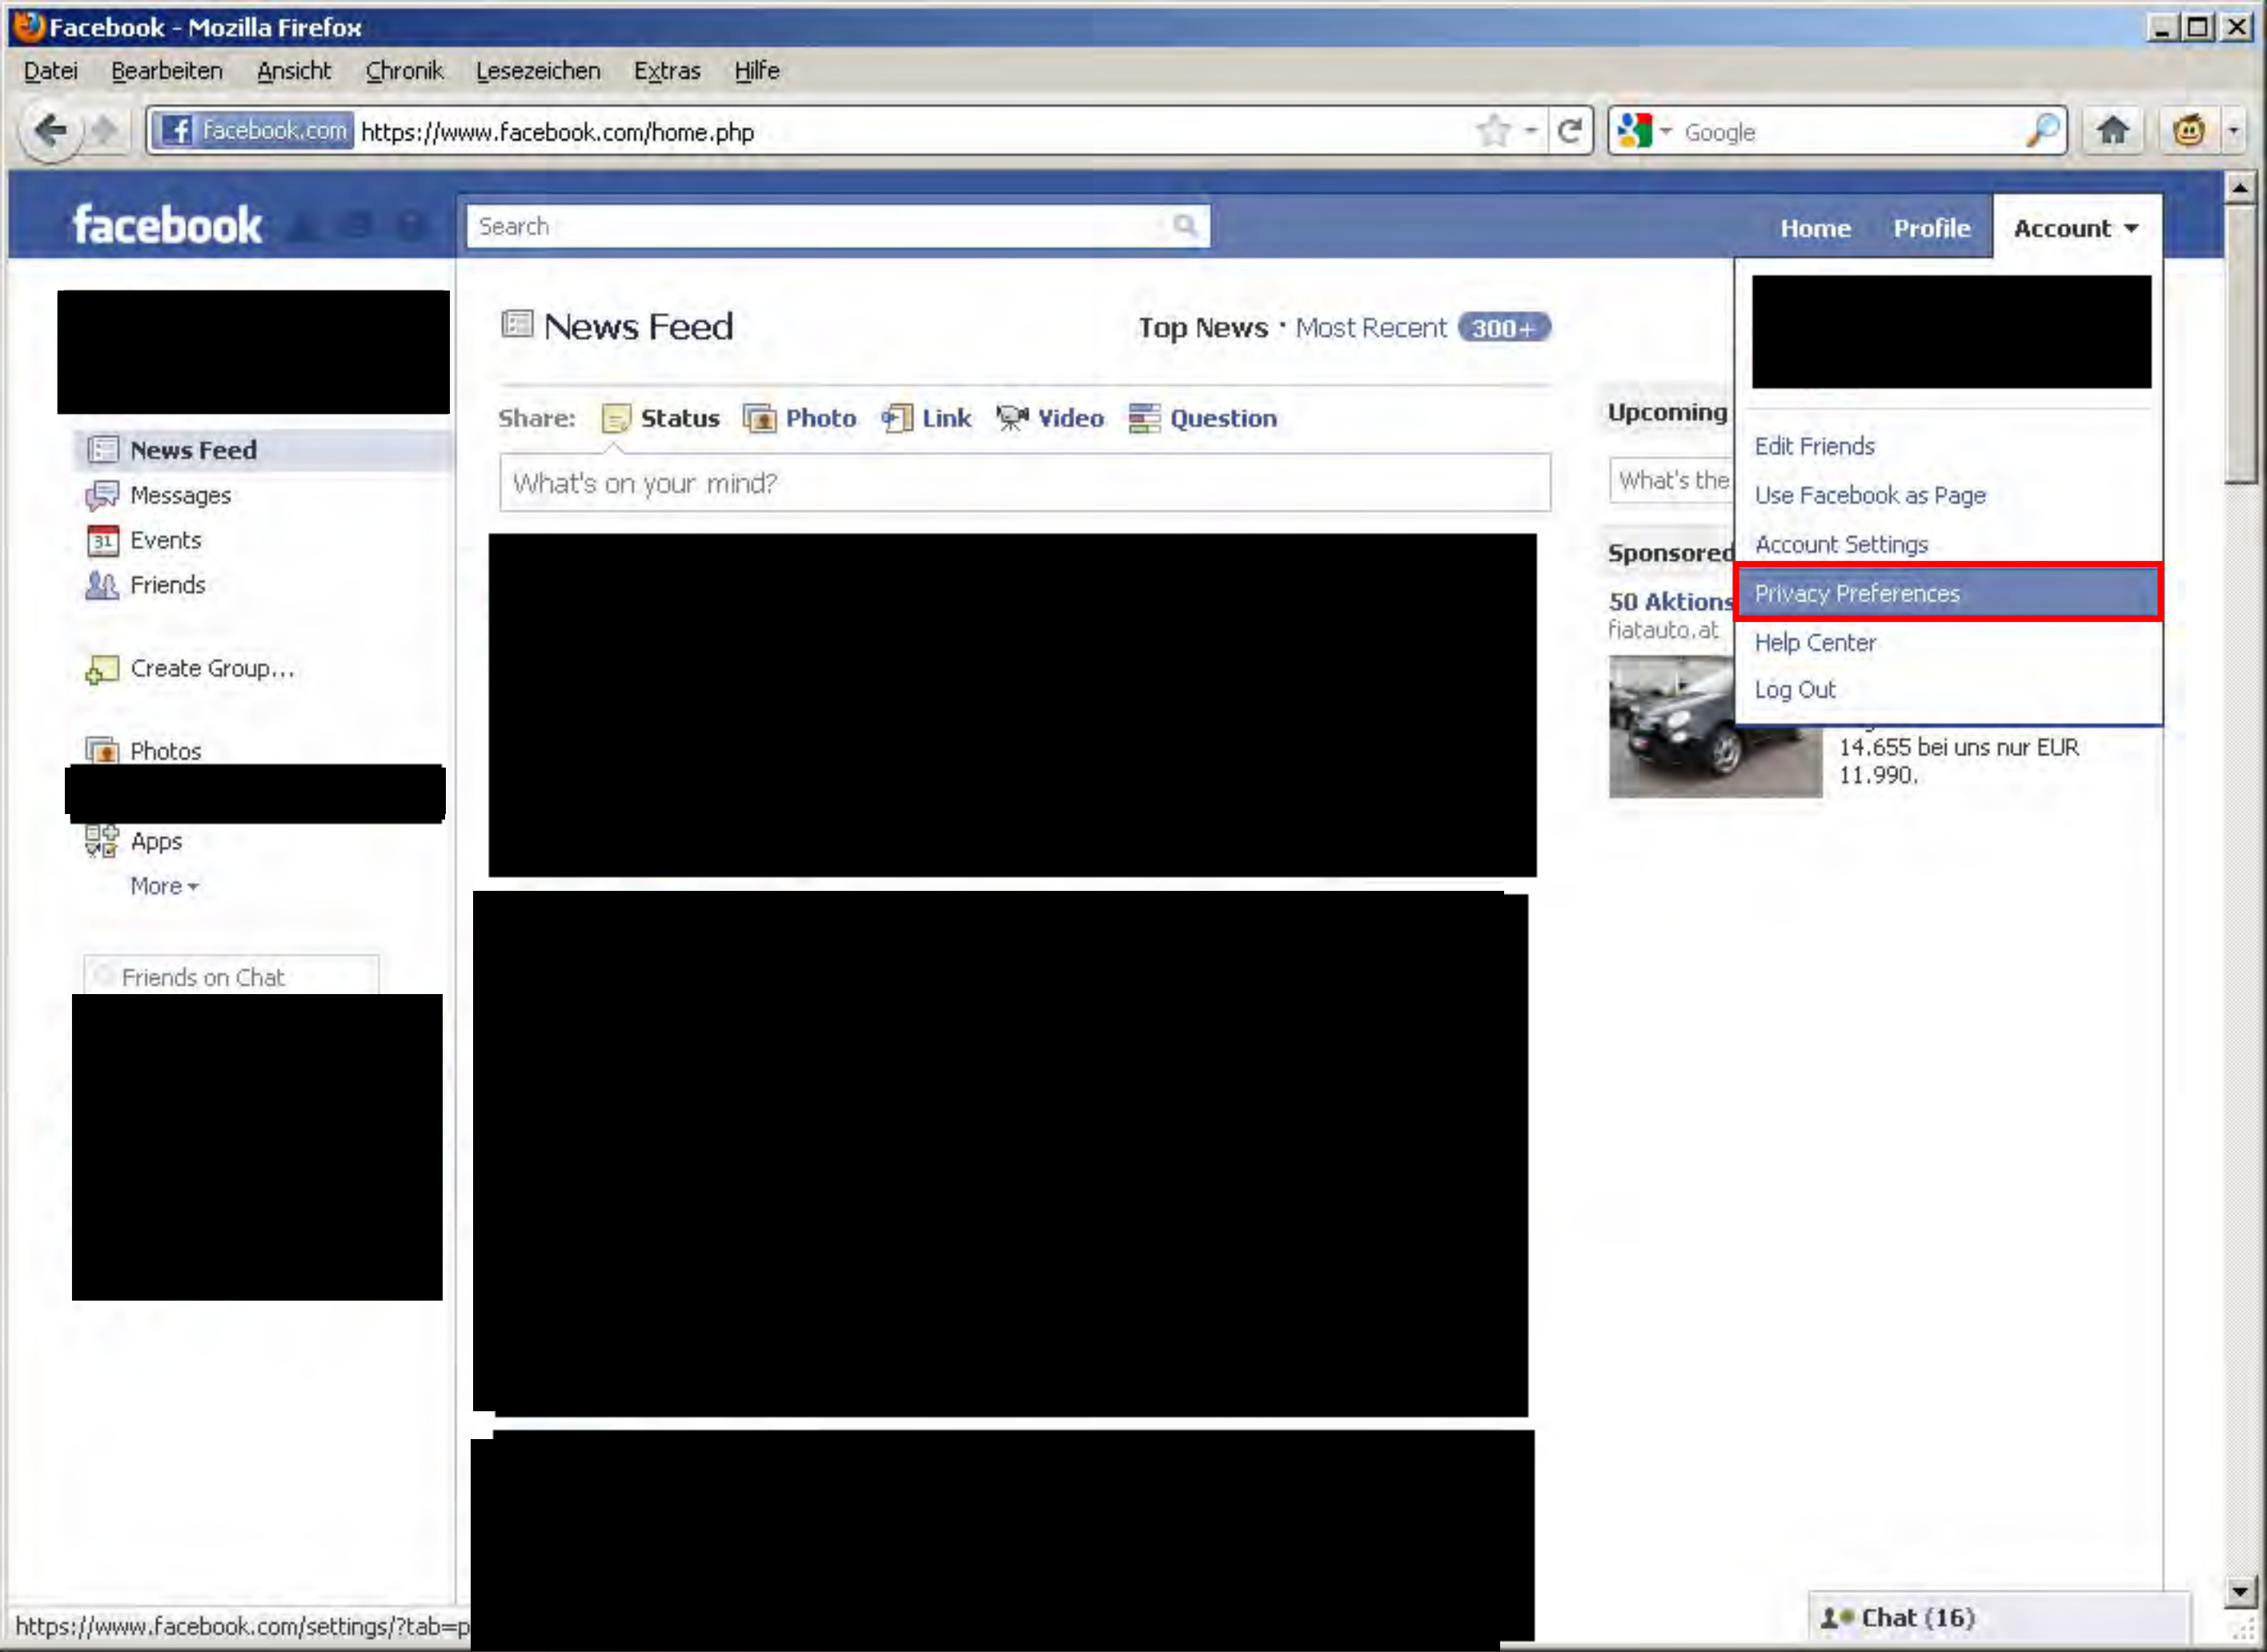 Facebook - Mozilla Firefox
Datei Bearbeiten Ansicht Chronik Lesezeichen Extras Hilfe
facebook.com https://www.facebook.com/home.php Google
facebook Search Home Profile Account
News Feed Top News · Most Recent 300+
Share: Status Photo Link Video Question
What's on your mind?
News Feed
Messages
31 Events
Friends
Create Group...
Photos
Apps
More
Friends on Chat
Upcoming
What's the
Sponsored
50 Aktions
fiatauto.at
14.655 bei uns nur EUR
11.990.
Edit Friends
Use Facebook as Page
Account Settings
Privacy Preferences
Help Center
Log Out
https://www.facebook.com/settings/?tab=p
Chat (16)